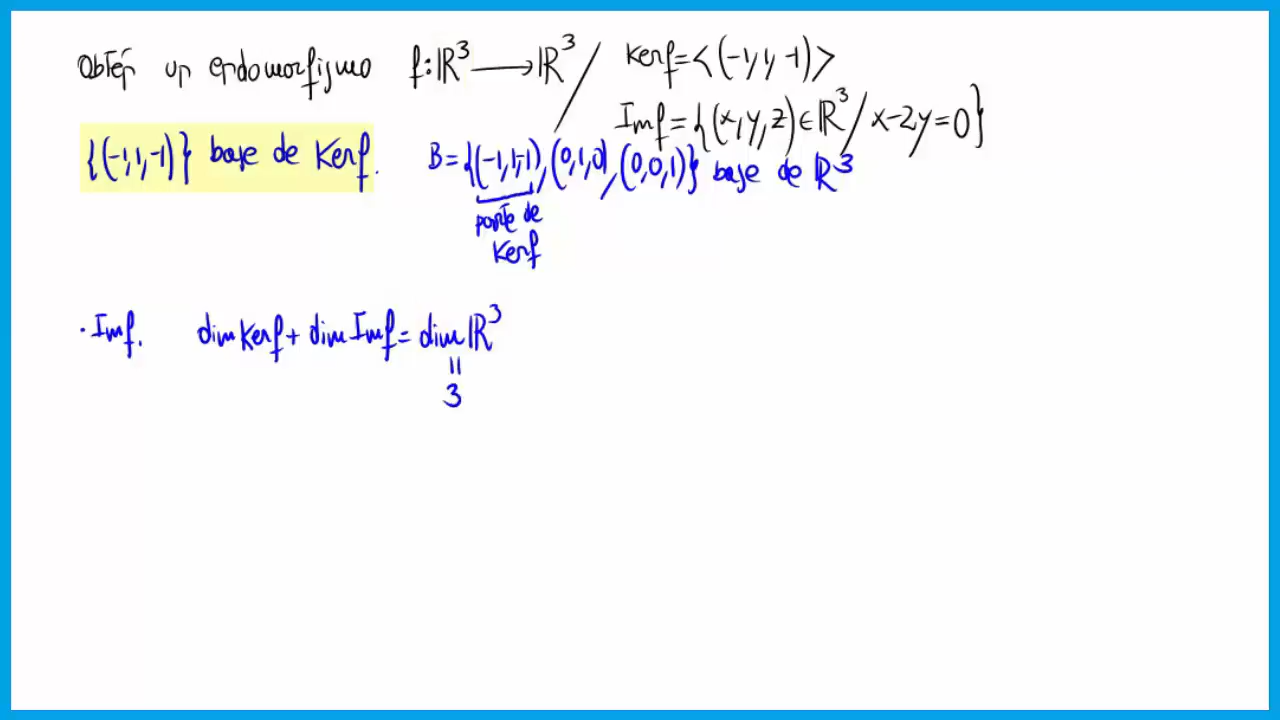 Obtén un endomorfismo f: ℝ³ ⟶ ℝ³ / Kerf = <(-1,1,-1)>
Imf = {(x,y,z) ∈ ℝ³ / x-2y=0}
{(-1,1,-1)} base de Kerf. B = {(-1,1,-1), (0,1,0), (0,0,1)} base de ℝ³
parte de
Kerf
· Imf. dim Kerf + dim Imf = dim ℝ³
=
3